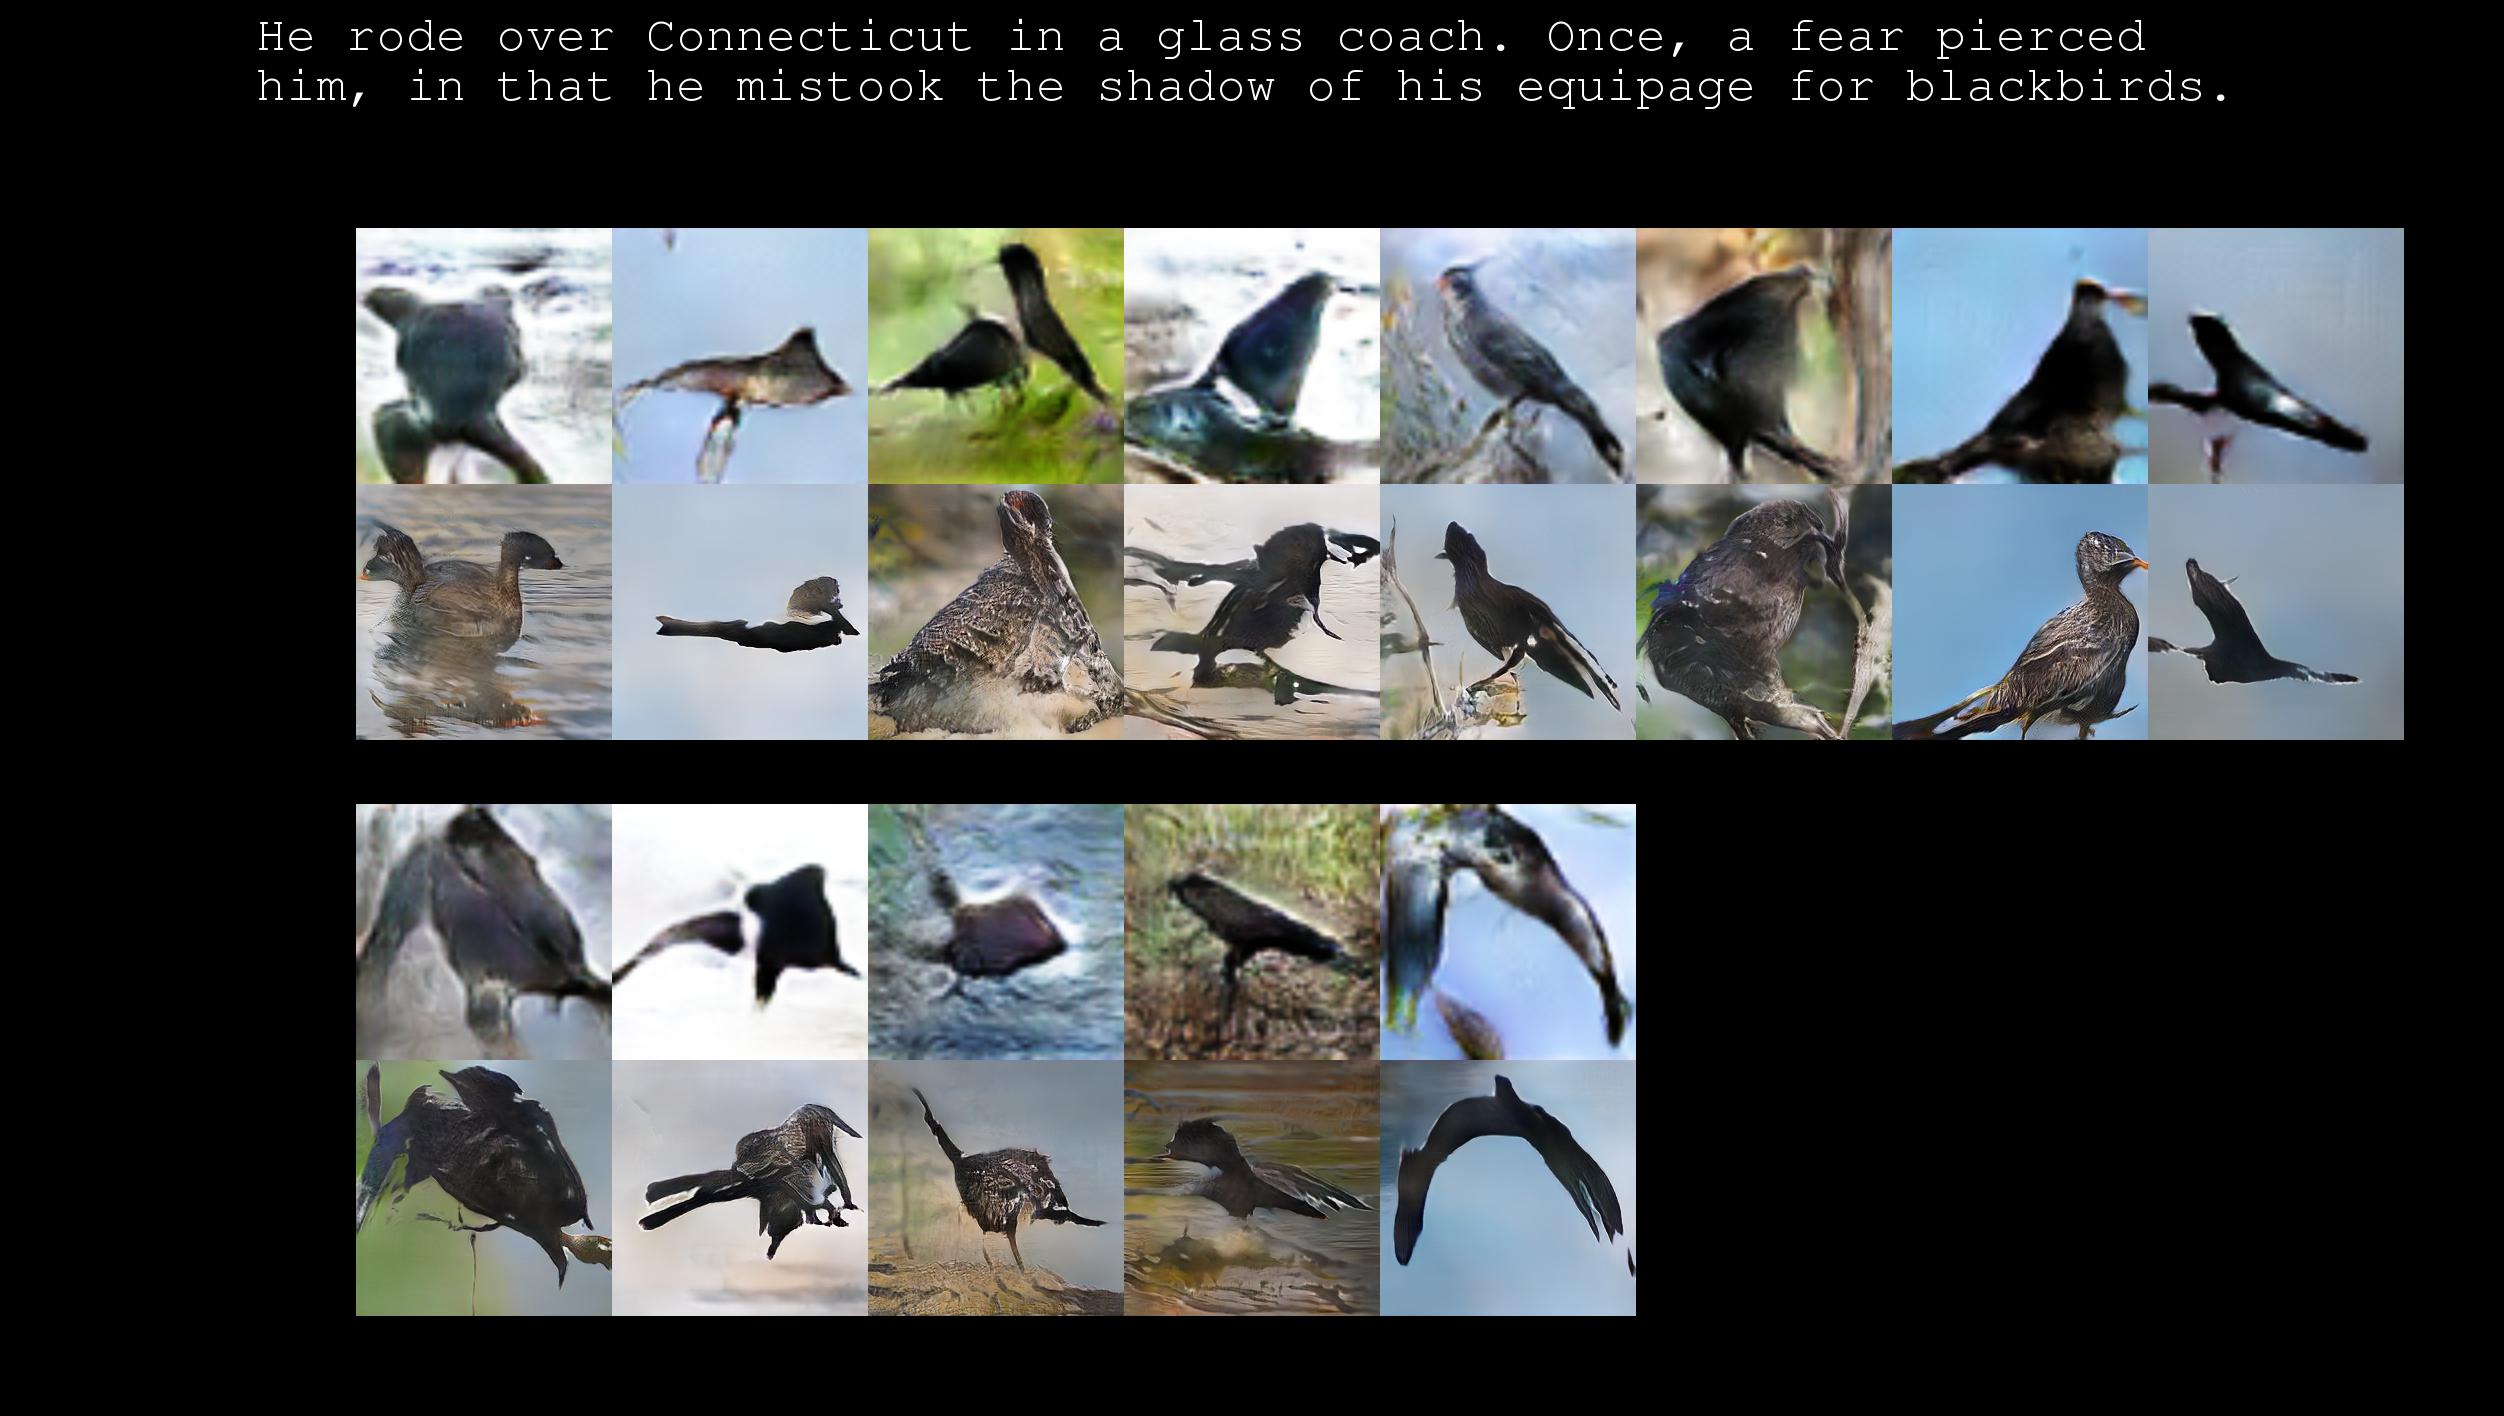 He rode over Connecticut in a glass coach. Once, a fear pierced
him, in that he mistook the shadow of his equipage for blackbirds.